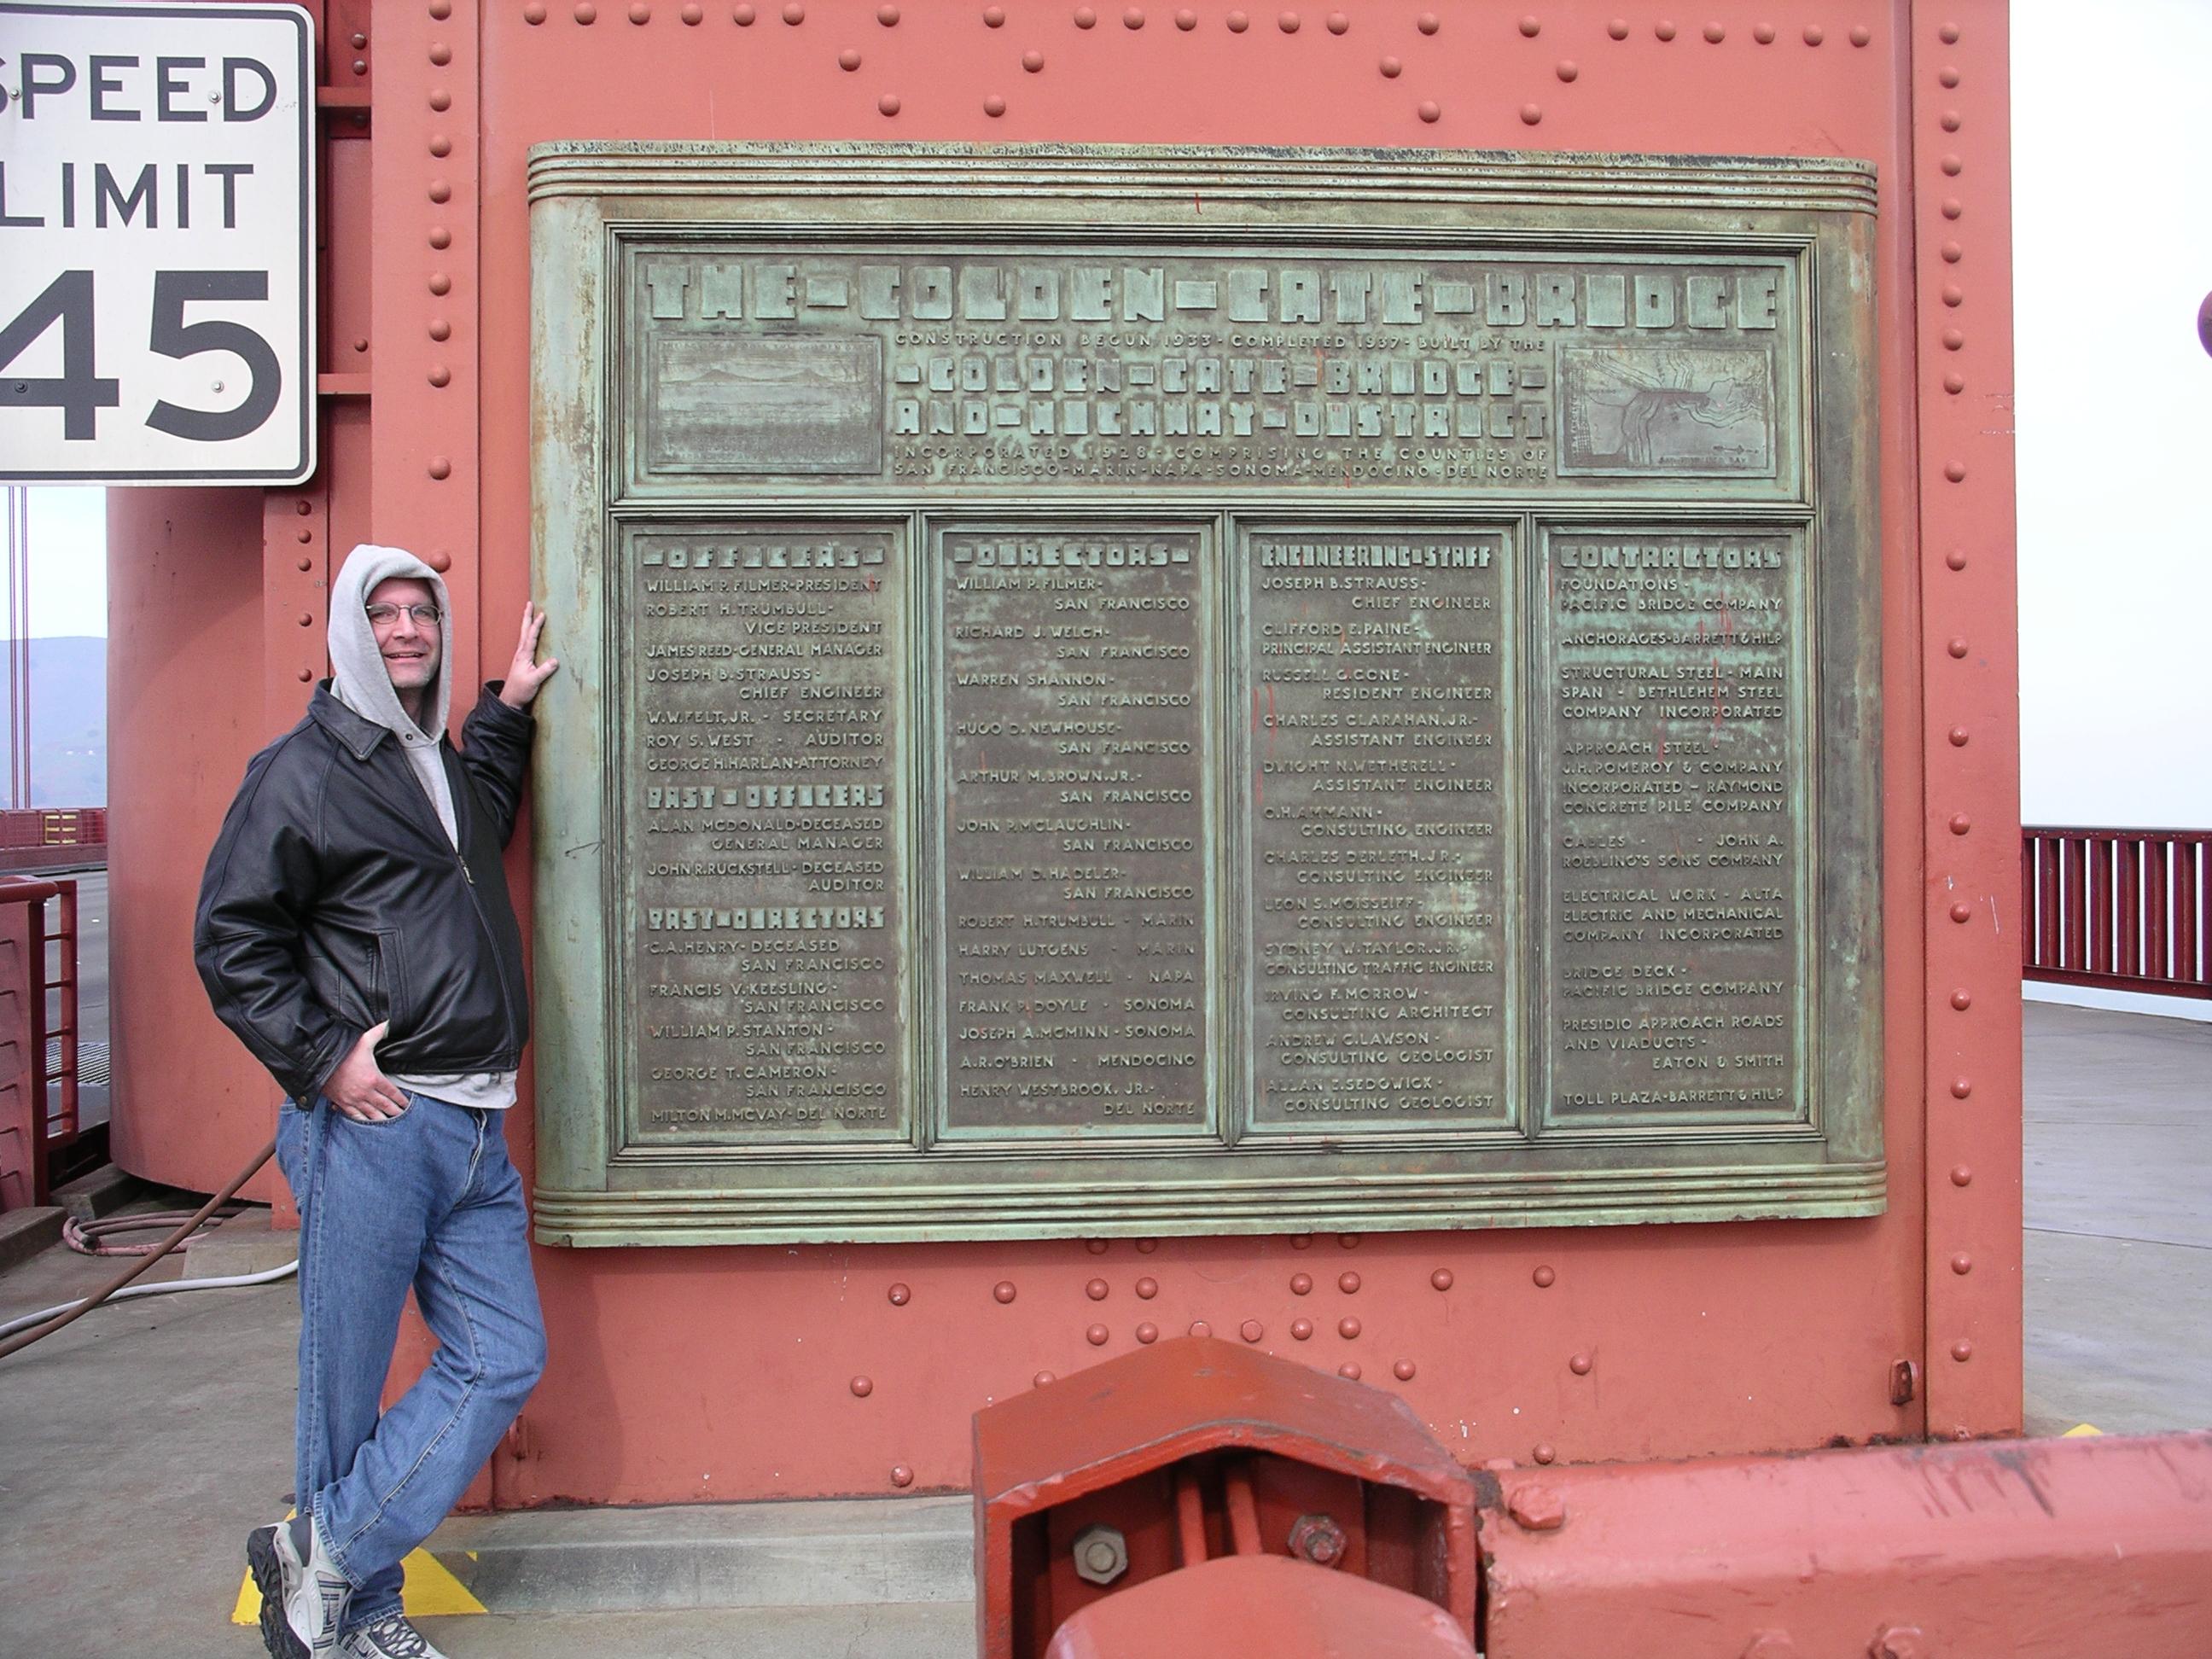 SPEED
LIMIT
45
THE-GOLDEN-GATE-BRIDGE
CONSTRUCTION BEGUN 1933 · COMPLETED 1937 · BUILT BY THE
-GOLDEN-GATE-BRIDGE-
AND-HIGHWAY-DISTRICT
INCORPORATED 1928 · COMPRISING THE COUNTIES OF
SAN FRANCISCO-MARIN-NAPA-SONOMA-MENDOCINO-DEL NORTE
-OFFICERS-
WILLIAM P. FILMER-PRESIDENT
ROBERT H. TRUMBULL-
VICE PRESIDENT
JAMES REED-GENERAL MANAGER
JOSEPH B. STRAUSS-
CHIEF ENGINEER
W.W. FELT, JR. - SECRETARY
ROY S. WEST - AUDITOR
GEORGE H. HARLAN-ATTORNEY
PAST-OFFICERS
ALAN MCDONALD-DECEASED
GENERAL MANAGER
JOHN R. RUCKSTELL-DECEASED
AUDITOR
PAST-DIRECTORS
C.A. HENRY-DECEASED
SAN FRANCISCO
FRANCIS V. KEESLING-
SAN FRANCISCO
WILLIAM P. STANTON-
SAN FRANCISCO
GEORGE T. CAMERON-
SAN FRANCISCO
MILTON M. MCVAY-DEL NORTE
-DIRECTORS-
WILLIAM P. FILMER-
SAN FRANCISCO
RICHARD J. WELCH-
SAN FRANCISCO
WARREN SHANNON-
SAN FRANCISCO
HUGO D. NEWHOUSE-
SAN FRANCISCO
ARTHUR M. BROWN, JR.-
SAN FRANCISCO
JOHN P. MCLAUGHLIN-
SAN FRANCISCO
WILLIAM D. HADELER-
SAN FRANCISCO
ROBERT H. TRUMBULL - MARIN
HARRY LUTGENS - MARIN
THOMAS MAXWELL - NAPA
FRANK P. DOYLE - SONOMA
JOSEPH A. MCMINN - SONOMA
A.R. O'BRIEN - MENDOCINO
HENRY WESTBROOK, JR.-
DEL NORTE
ENGINEERING-STAFF
JOSEPH B. STRAUSS-
CHIEF ENGINEER
CLIFFORD E. PAINE-
PRINCIPAL ASSISTANT ENGINEER
RUSSELL G. CONE-
RESIDENT ENGINEER
CHARLES CLARAHAN, JR.-
ASSISTANT ENGINEER
DWIGHT N. WETHERELL-
ASSISTANT ENGINEER
O.H. AMMANN-
CONSULTING ENGINEER
CHARLES DERLETH, JR.-
CONSULTING ENGINEER
LEON S. MOISSEIFF-
CONSULTING ENGINEER
SYDNEY W. TAYLOR, JR.-
CONSULTING TRAFFIC ENGINEER
IRVING F. MORROW-
CONSULTING ARCHITECT
ANDREW C. LAWSON-
CONSULTING GEOLOGIST
ALLAN E. SEDGWICK-
CONSULTING GEOLOGIST
CONTRACTORS
FOUNDATIONS-
PACIFIC BRIDGE COMPANY
ANCHORAGES-BARRETT & HILP
STRUCTURAL STEEL-MAIN
SPAN - BETHLEHEM STEEL
COMPANY INCORPORATED
APPROACH STEEL-
J.H. POMEROY & COMPANY
INCORPORATED - RAYMOND
CONCRETE PILE COMPANY
CABLES - JOHN A.
ROEBLING'S SONS COMPANY
ELECTRICAL WORK - ALTA
ELECTRIC AND MECHANICAL
COMPANY INCORPORATED
BRIDGE DECK-
PACIFIC BRIDGE COMPANY
PRESIDIO APPROACH ROADS
AND VIADUCTS-
EATON & SMITH
TOLL PLAZA-BARRETT & HILP